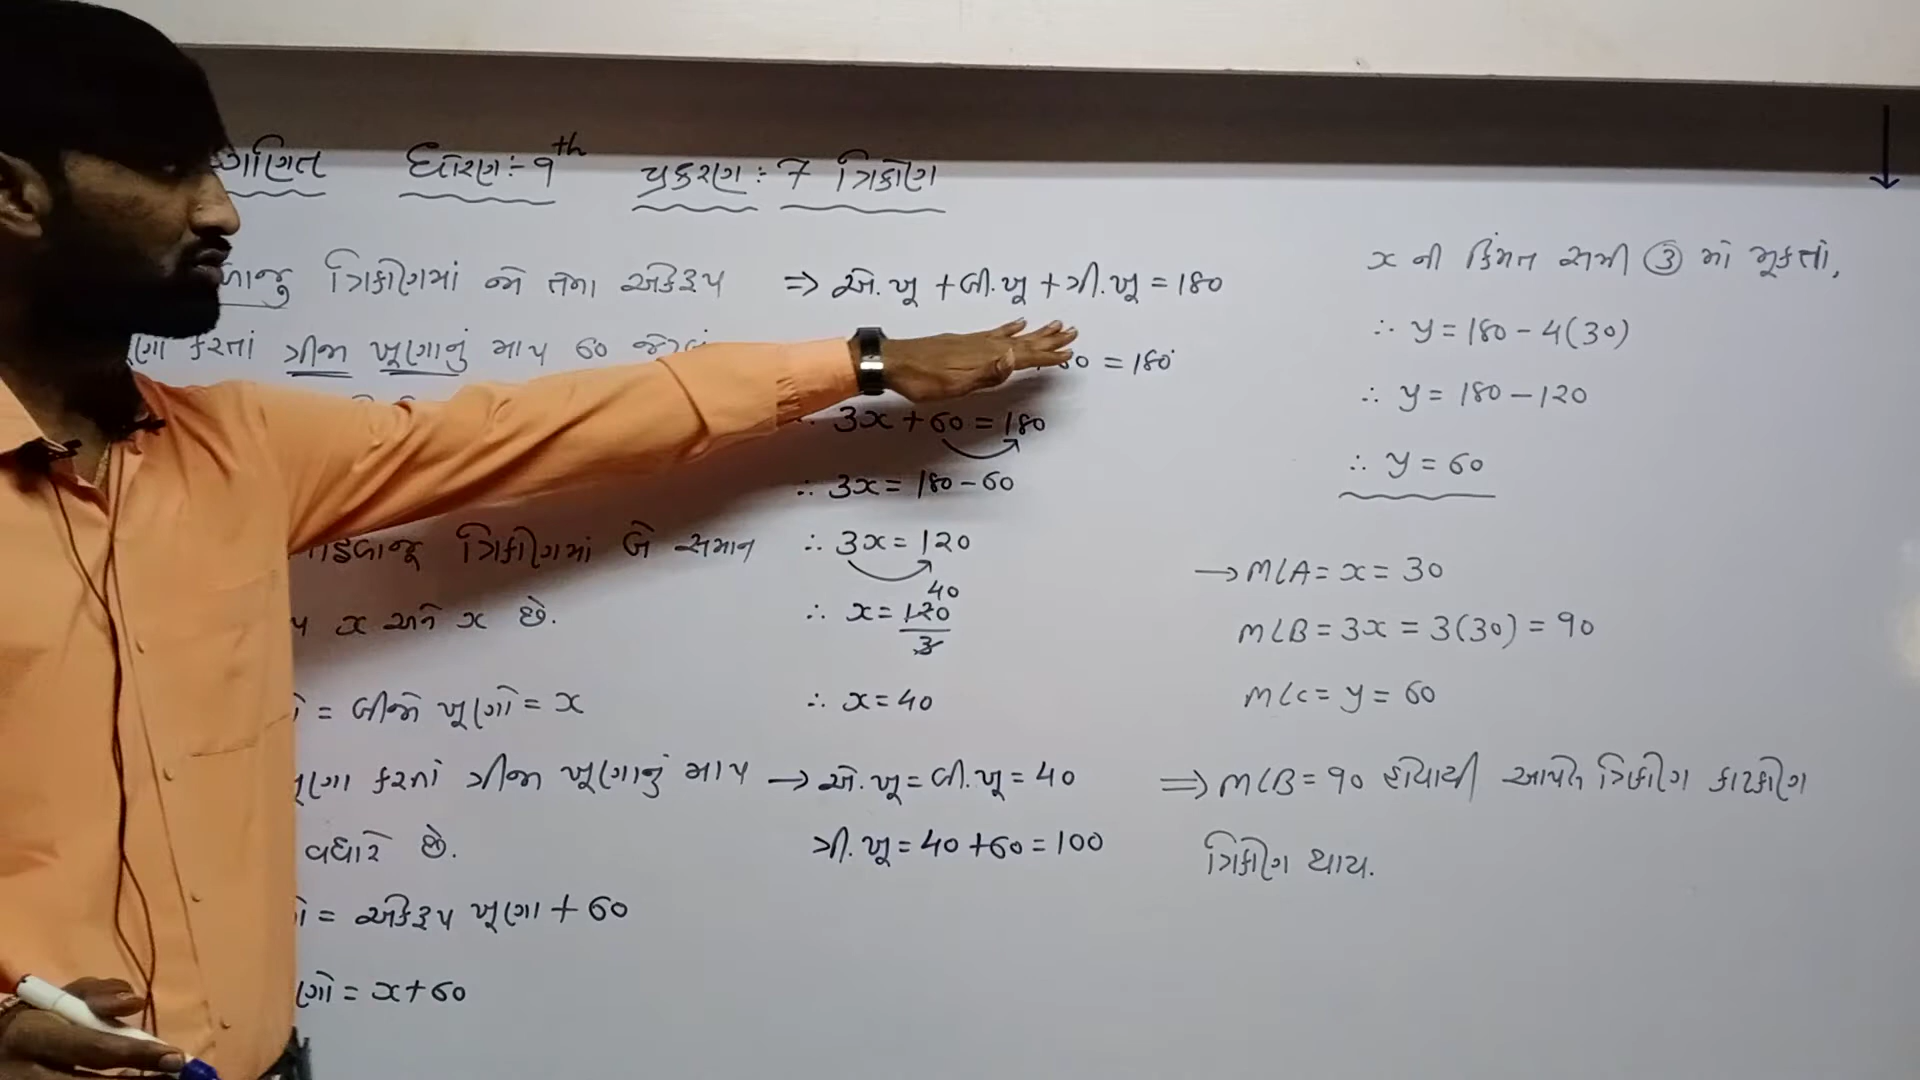 ગણિત ધોરણ:- ૧th પ્રકરણ : 7 ત્રિકોણ
ત્રિકોણમાં જો તેના એકરૂપ
કરતાં ત્રીજા ખૂણાનું માપ 60
ત્રિકોણમાં બે સમાન
x અને x છે.
= બીજો ખૂણો = x
કરતાં ત્રીજા ખૂણાનું માપ
વધારે છે.
= એકરૂપ ખૂણા + 60
= x + 60
⇒ એ.ખૂ + બી.ખૂ + ત્રી.ખૂ = 180
= 180
∴ 3x + 60 = 180
∴ 3x = 180 - 60
∴ 3x = 120
40
∴ x = 120
3
∴ x = 40
→ એ.ખૂ = બી.ખૂ = 40
ત્રી.ખૂ = 40 + 60 = 100
x ની કિંમત સમી ③ માં મૂકતાં,
∴ y = 180 - 4(30)
∴ y = 180 - 120
∴ y = 60
→ m∠A = x = 30
m∠B = 3x = 3(30) = 90
m∠C = y = 60
⇒ m∠B = 90 હોવાથી આપેલ ત્રિકોણ કાટકોણ
ત્રિકોણ થાય.